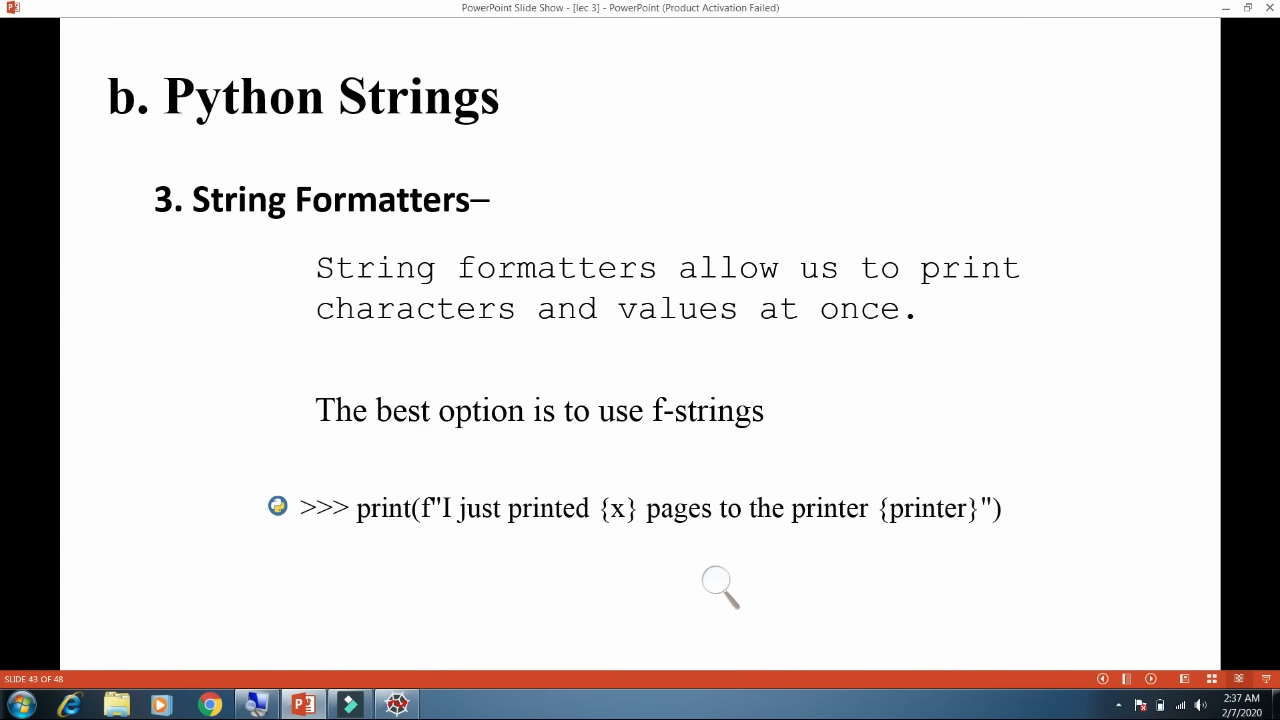 PowerPoint Slide Show - [lec 3] - PowerPoint (Product Activation Failed)
b. Python Strings
3. String Formatters–
String formatters allow us to print
characters and values at once.
The best option is to use f-strings
>>> print(f"I just printed {x} pages to the printer {printer}")
SLIDE 43 OF 48
2:37 AM
2/7/2020